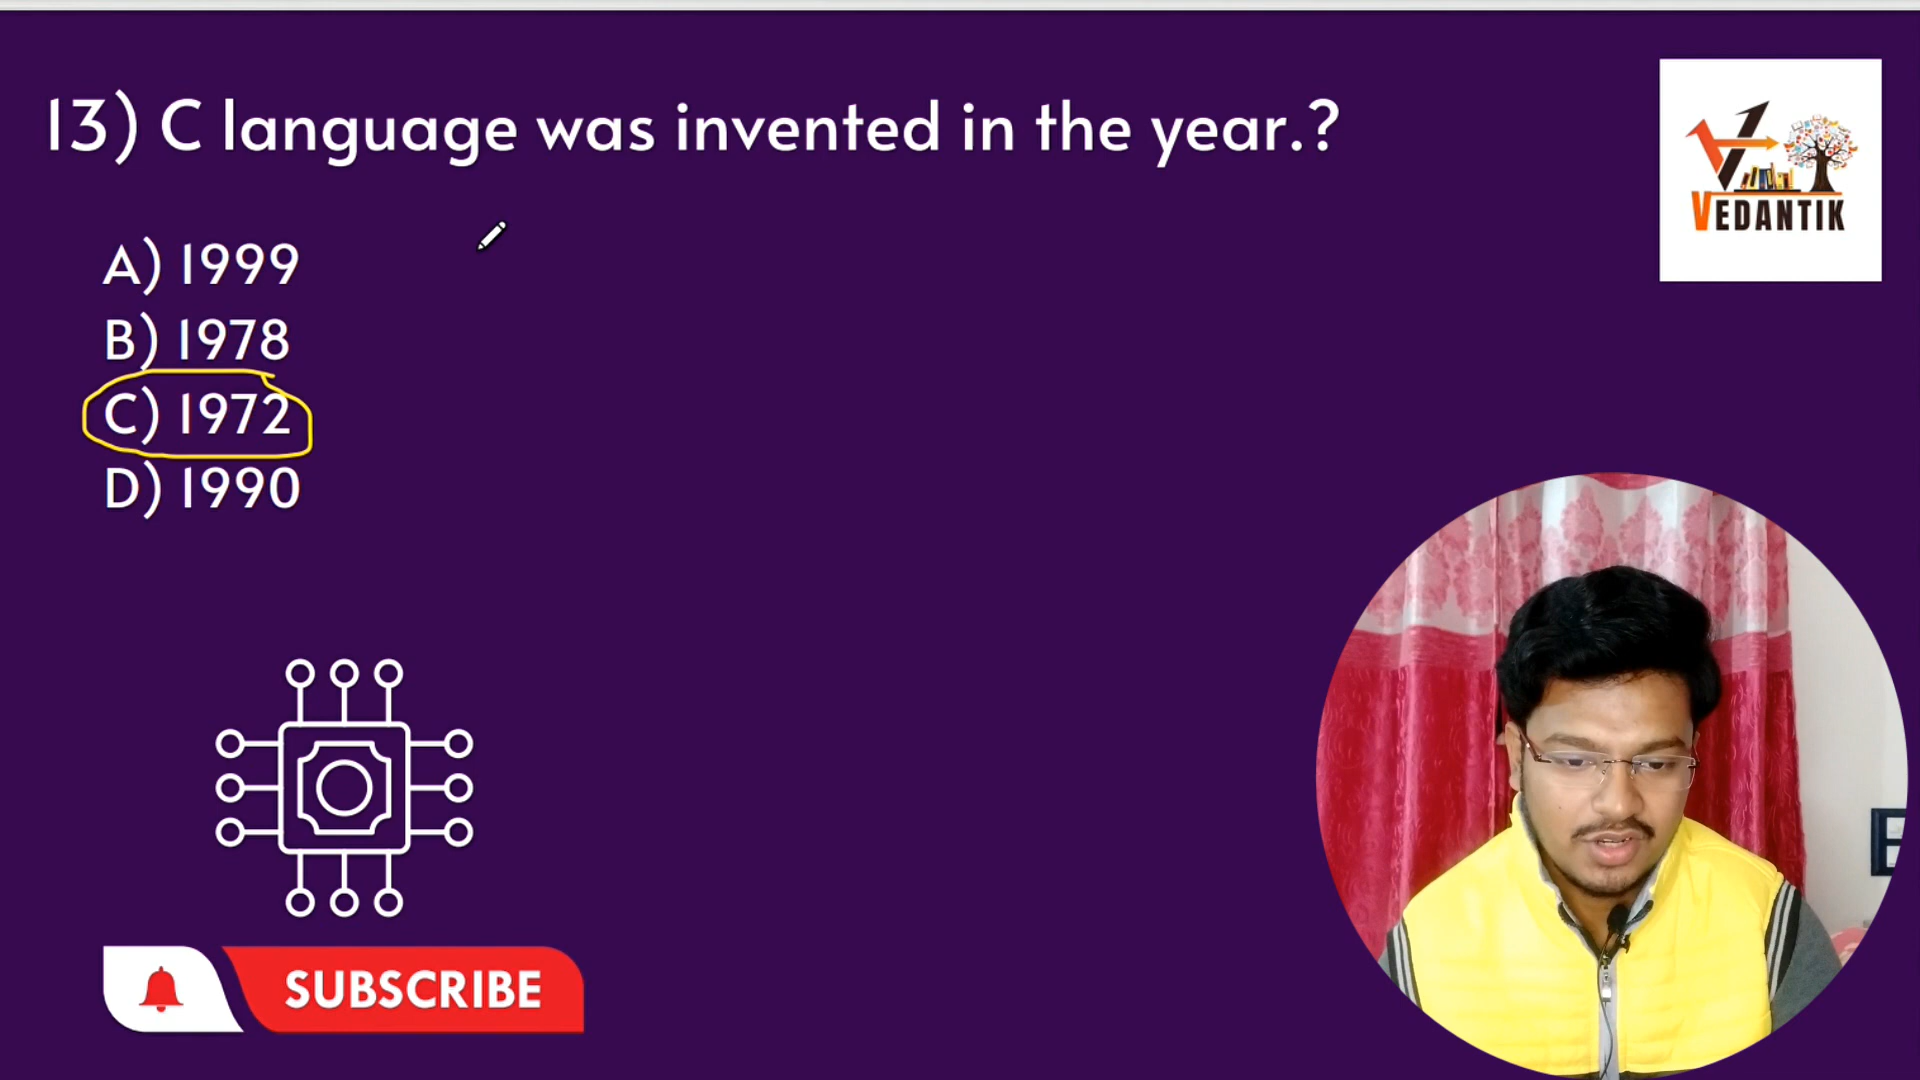 13) C language was invented in the year.?
VEDANTIK
A) 1999
B) 1978
C) 1972
D) 1990
SUBSCRIBE